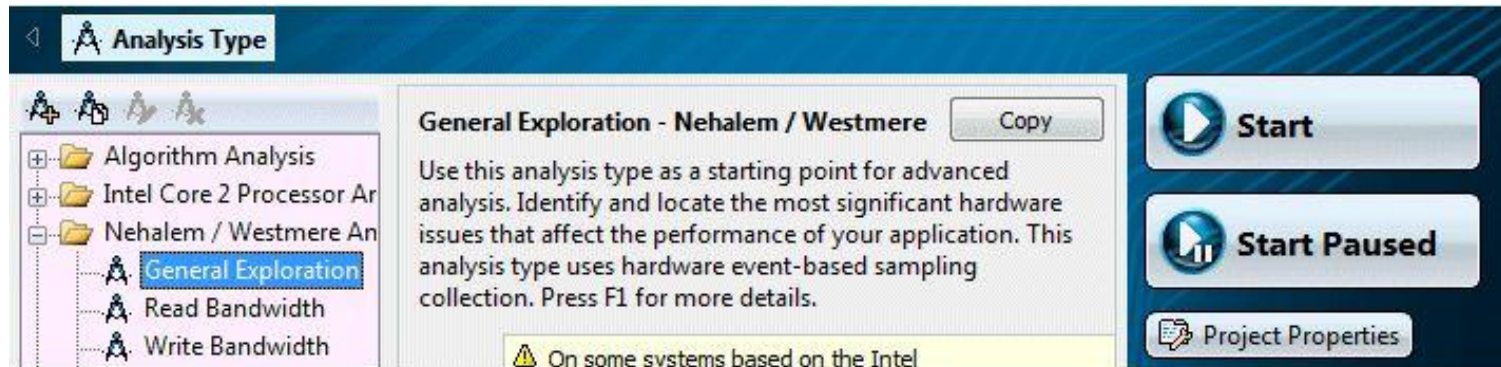 Analysis Type
Algorithm Analysis
Intel Core 2 Processor Ar
Nehalem / Westmere An
General Exploration
Read Bandwidth
Write Bandwidth
General Exploration - Nehalem / Westmere
Copy
Use this analysis type as a starting point for advanced
analysis. Identify and locate the most significant hardware
issues that affect the performance of your application. This
analysis type uses hardware event-based sampling
collection. Press F1 for more details.
On some systems based on the Intel
Start
Start Paused
Project Properties